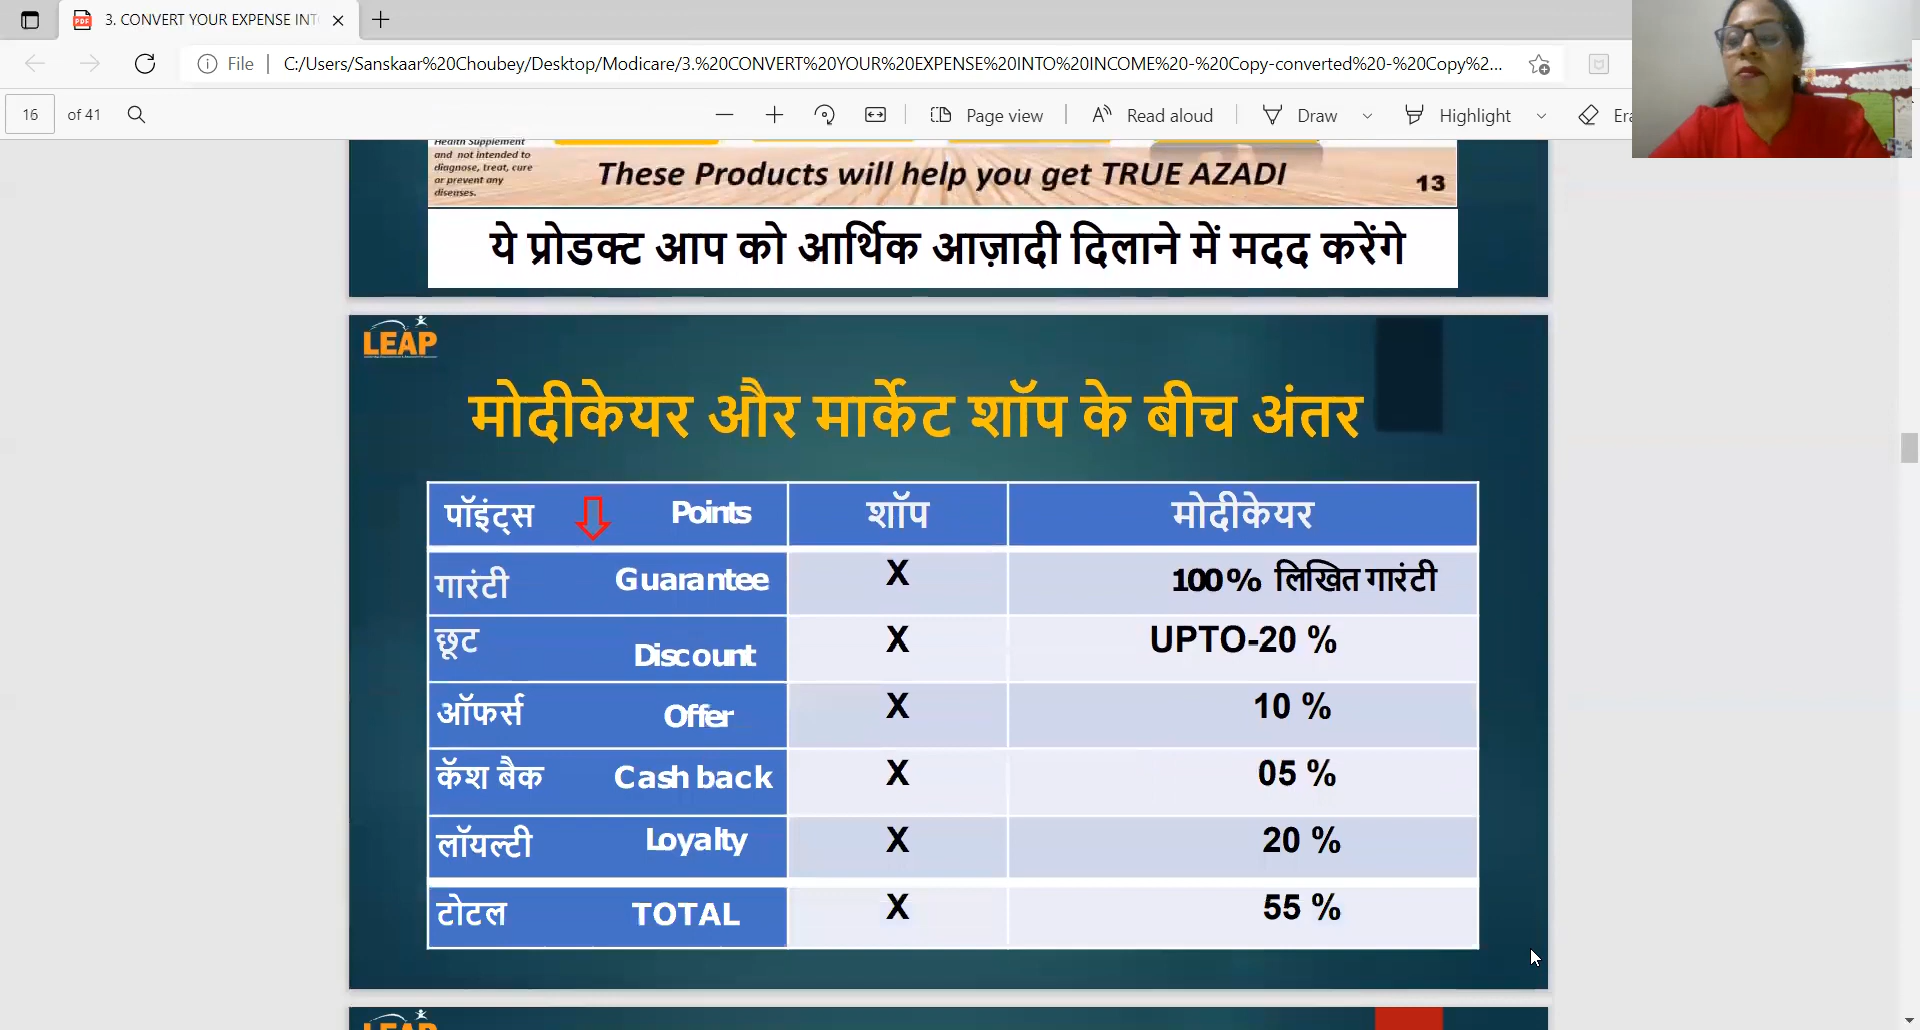 3. CONVERT YOUR EXPENSE INT
File
C:/Users/Sanskaar%20Choubey/Desktop/Modicare/3.%20CONVERT%20YOUR%20EXPENSE%20INTO%20INCOME%20-%20Copy-converted%20-%20Copy%2...
16 of 41
Page view
Read aloud
Draw
Highlight
Era
Health Supplement
and not intended to
diagnose, treat, cure
or prevent any
diseases.
These Products will help you get TRUE AZADI
13
ये प्रोडक्ट आप को आर्थिक आज़ादी दिलाने में मदद करेंगे
LEAP
मोदीकेयर और मार्केट शॉप के बीच अंतर
पॉइंट्स Points शॉप मोदीकेयर
गारंटी Guarantee X 100% लिखित गारंटी
छूट Discount X UPTO-20 %
ऑफर्स Offer X 10 %
कॅश बैक Cash back X 05 %
लॉयल्टी Loyalty X 20 %
टोटल TOTAL X 55 %
LEAP